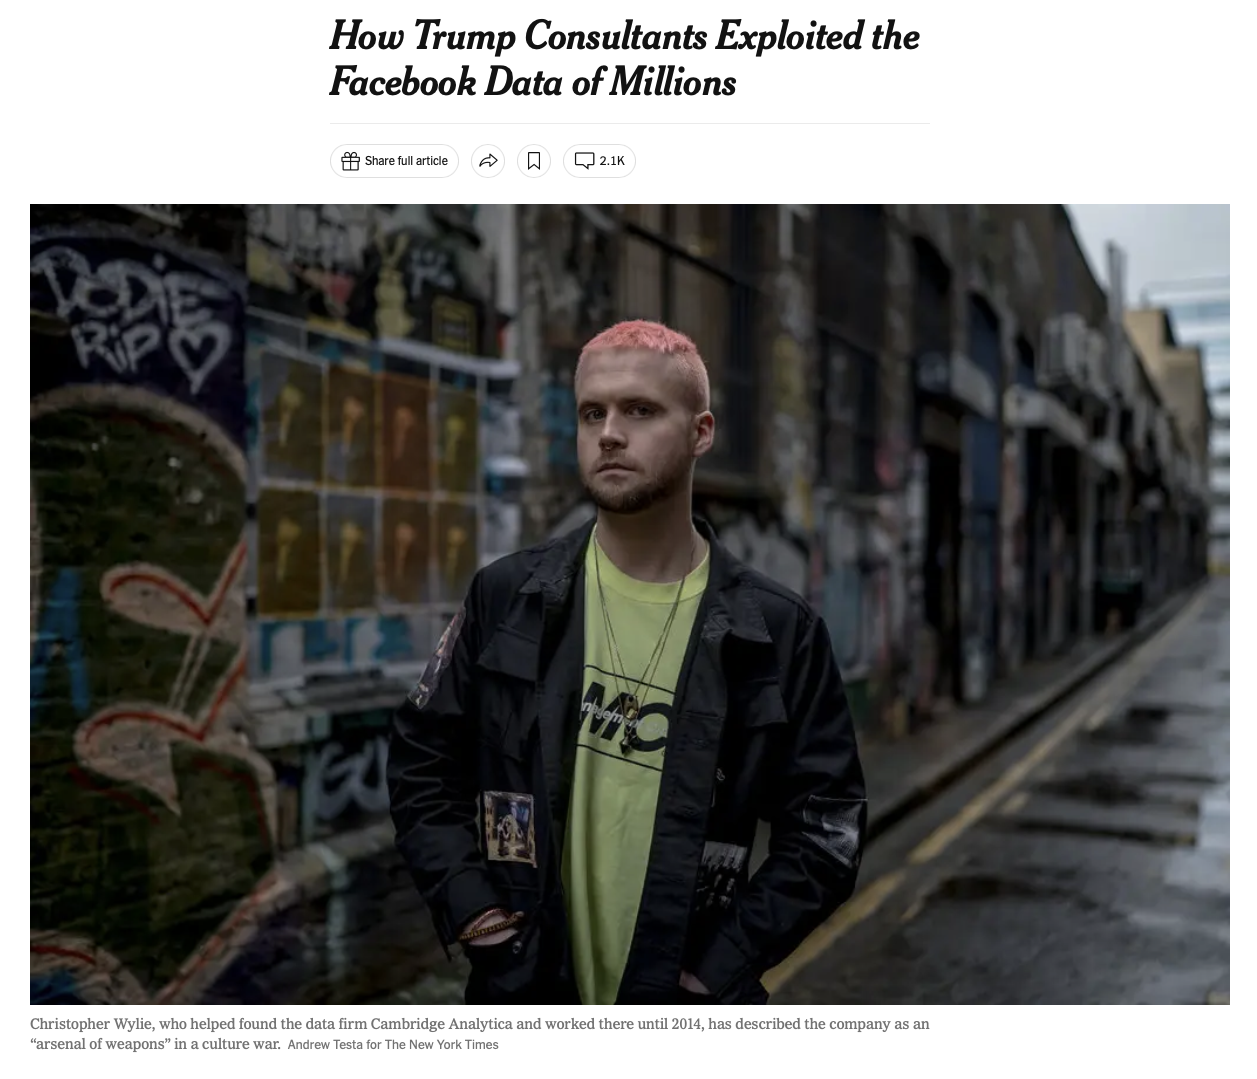 How Trump Consultants Exploited the
Facebook Data of Millions
Share full article
2.1K
DODIE
RIP
MC
nagemen
Christopher Wylie, who helped found the data firm Cambridge Analytica and worked there until 2014, has described the company as an
“arsenal of weapons” in a culture war. Andrew Testa for The New York Times